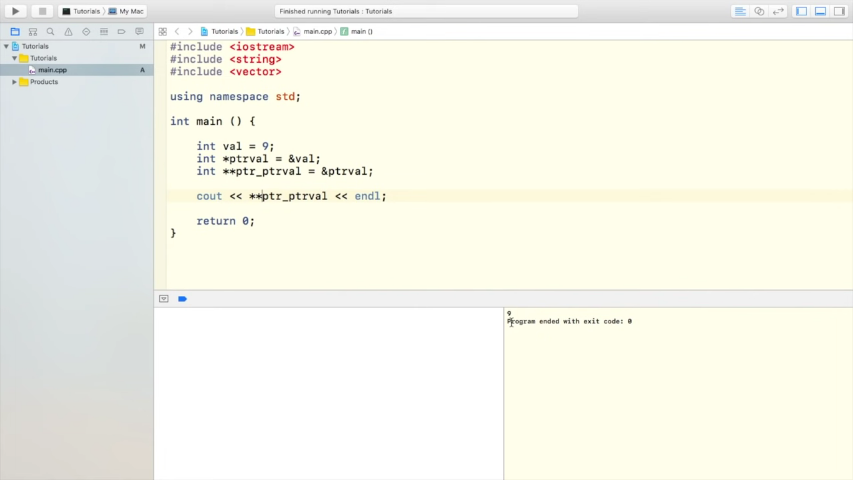 Tutorials
My Mac
Finished running Tutorials : Tutorials
Tutorials
Tutorials
main.cpp
main ()
Tutorials M
Tutorials
main.cpp A
Products
#include <iostream>
#include <string>
#include <vector>
using namespace std;
int main () {
int val = 9;
int *ptrval = &val;
int **ptr_ptrval = &ptrval;
cout << **ptr_ptrval << endl;
return 0;
}
9
Program ended with exit code: 0